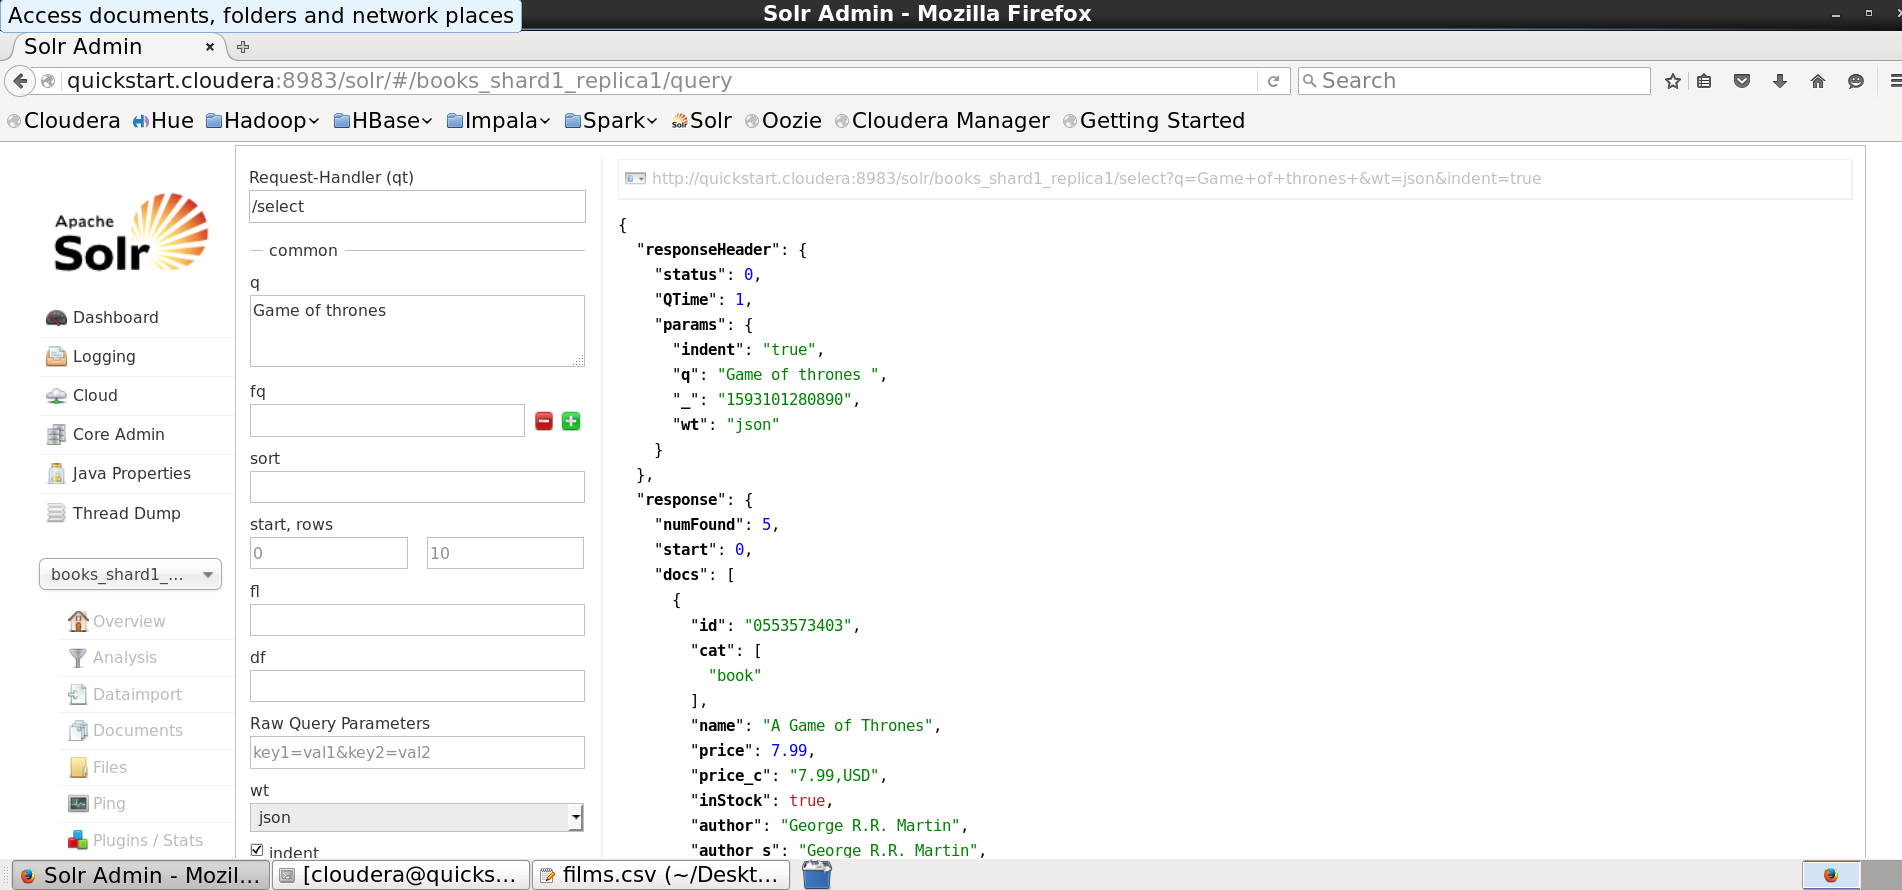 Access documents, folders and network places
Solr Admin - Mozilla Firefox
Solr Admin
quickstart.cloudera:8983/solr/#/books_shard1_replica1/query
Search
Cloudera Hue Hadoop HBase Impala Spark Solr Oozie Cloudera Manager Getting Started
Apache
Solr
Dashboard
Logging
Cloud
Core Admin
Java Properties
Thread Dump
books_shard1_...
Overview
Analysis
Dataimport
Documents
Files
Ping
Plugins / Stats
Request-Handler (qt)
/select
common
q
Game of thrones
fq
sort
start, rows
0 10
fl
df
Raw Query Parameters
key1=val1&key2=val2
wt
json
indent
http://quickstart.cloudera:8983/solr/books_shard1_replica1/select?q=Game+of+thrones+&wt=json&indent=true
{
"responseHeader": {
"status": 0,
"QTime": 1,
"params": {
"indent": "true",
"q": "Game of thrones ",
"_": "1593101280890",
"wt": "json"
}
},
"response": {
"numFound": 5,
"start": 0,
"docs": [
{
"id": "0553573403",
"cat": [
"book"
],
"name": "A Game of Thrones",
"price": 7.99,
"price_c": "7.99,USD",
"inStock": true,
"author": "George R.R. Martin",
"author_s": "George R.R. Martin",
Solr Admin - Mozil...
[cloudera@quicks...
films.csv (~/Deskt...